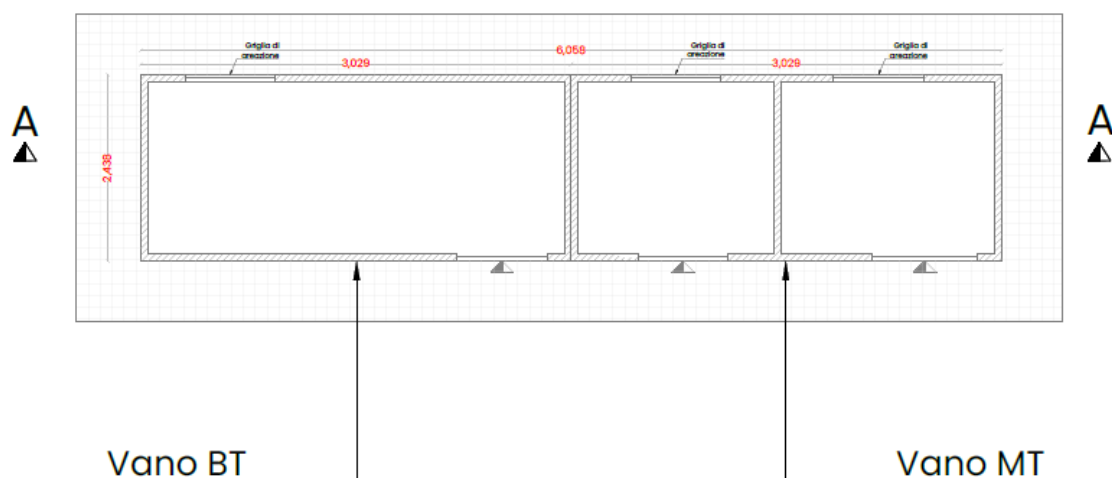 Griglia di
areazione
Griglia di
areazione
Griglia di
areazione
6,058
3,029
3,029
A
A
2,438
Vano BT
Vano MT